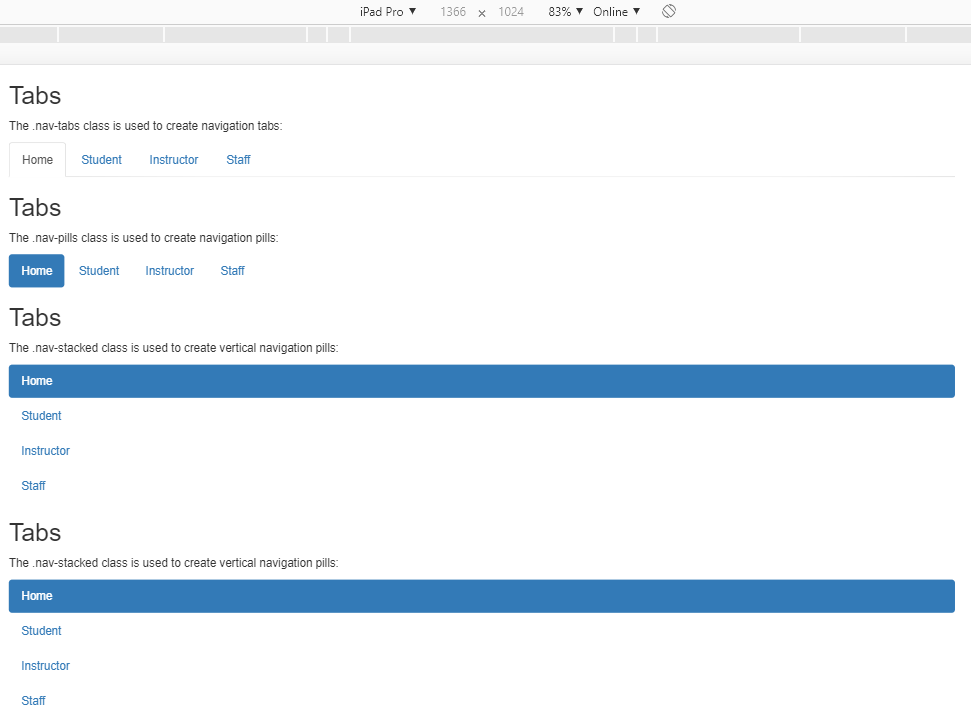 iPad Pro ▼ 1366 x 1024 83% ▼ Online ▼
Tabs
The .nav-tabs class is used to create navigation tabs:
Home Student Instructor Staff
Tabs
The .nav-pills class is used to create navigation pills:
Home Student Instructor Staff
Tabs
The .nav-stacked class is used to create vertical navigation pills:
Home
Student
Instructor
Staff
Tabs
The .nav-stacked class is used to create vertical navigation pills:
Home
Student
Instructor
Staff